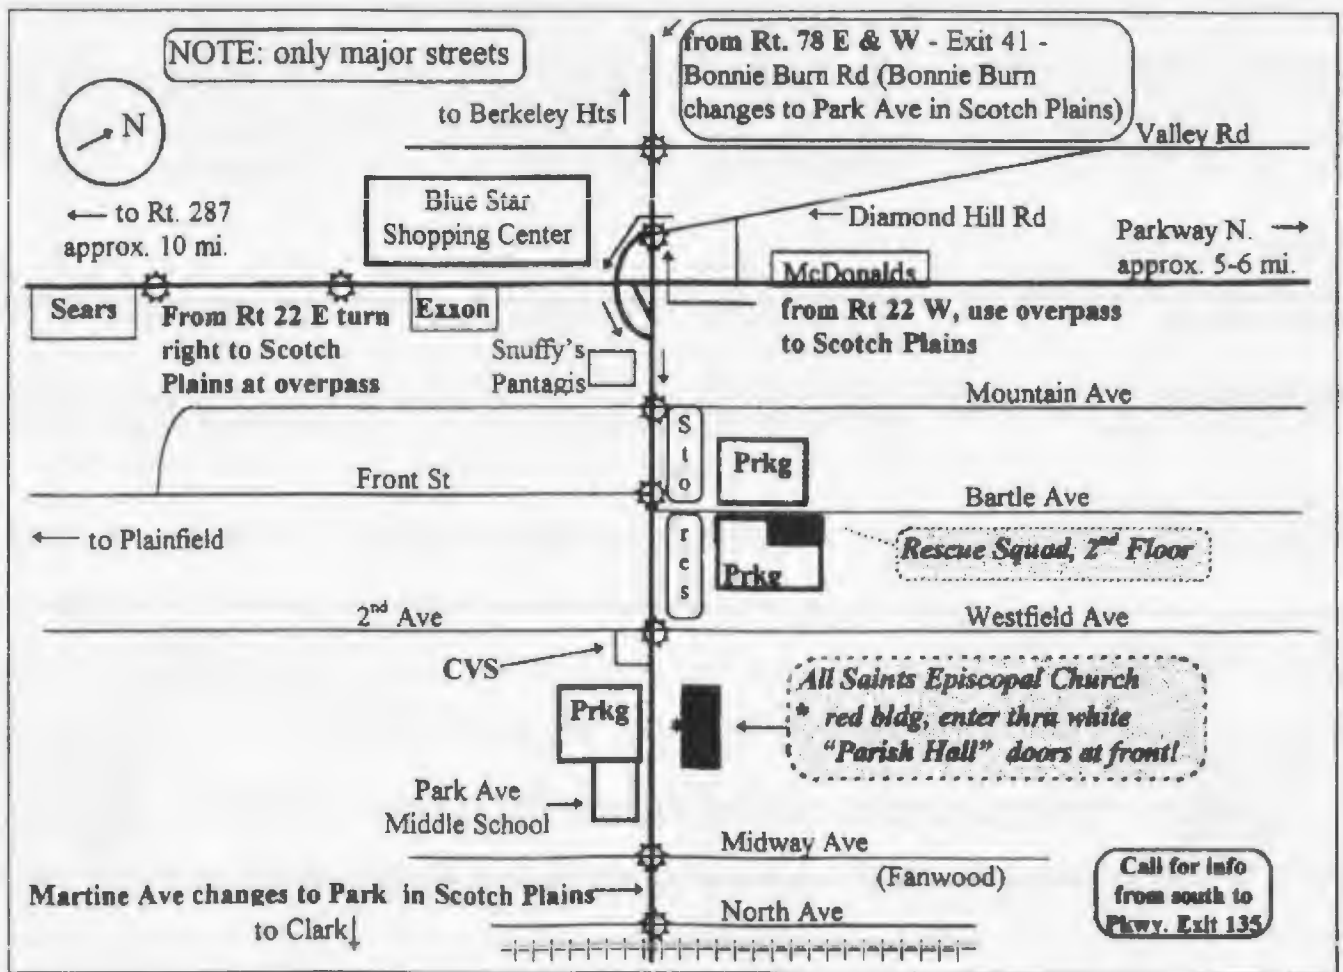 NOTE: only major streets
from Rt. 78 E & W - Exit 41 -
Bonnie Burn Rd (Bonnie Burn
changes to Park Ave in Scotch Plains)
N
to Berkeley Hts
Valley Rd
← to Rt. 287
approx. 10 mi.
Blue Star
Shopping Center
← Diamond Hill Rd
Parkway N. →
approx. 5-6 mi.
McDonalds
Sears
From Rt 22 E turn
right to Scotch
Plains at overpass
Exxon
from Rt 22 W, use overpass
to Scotch Plains
Snuffy's
Pantagis
Mountain Ave
Stores
Prkg
Front St
Bartle Ave
← to Plainfield
Prkg
Rescue Squad, 2nd Floor
2nd Ave
Westfield Ave
CVS
Prkg
*
All Saints Episcopal Church
* red bldg, enter thru white
"Parish Hall" doors at front!
Park Ave
Middle School
Midway Ave
(Fanwood)
Martine Ave changes to Park in Scotch Plains
to Clark
North Ave
Call for info
from south to
Pkwy. Exit 135